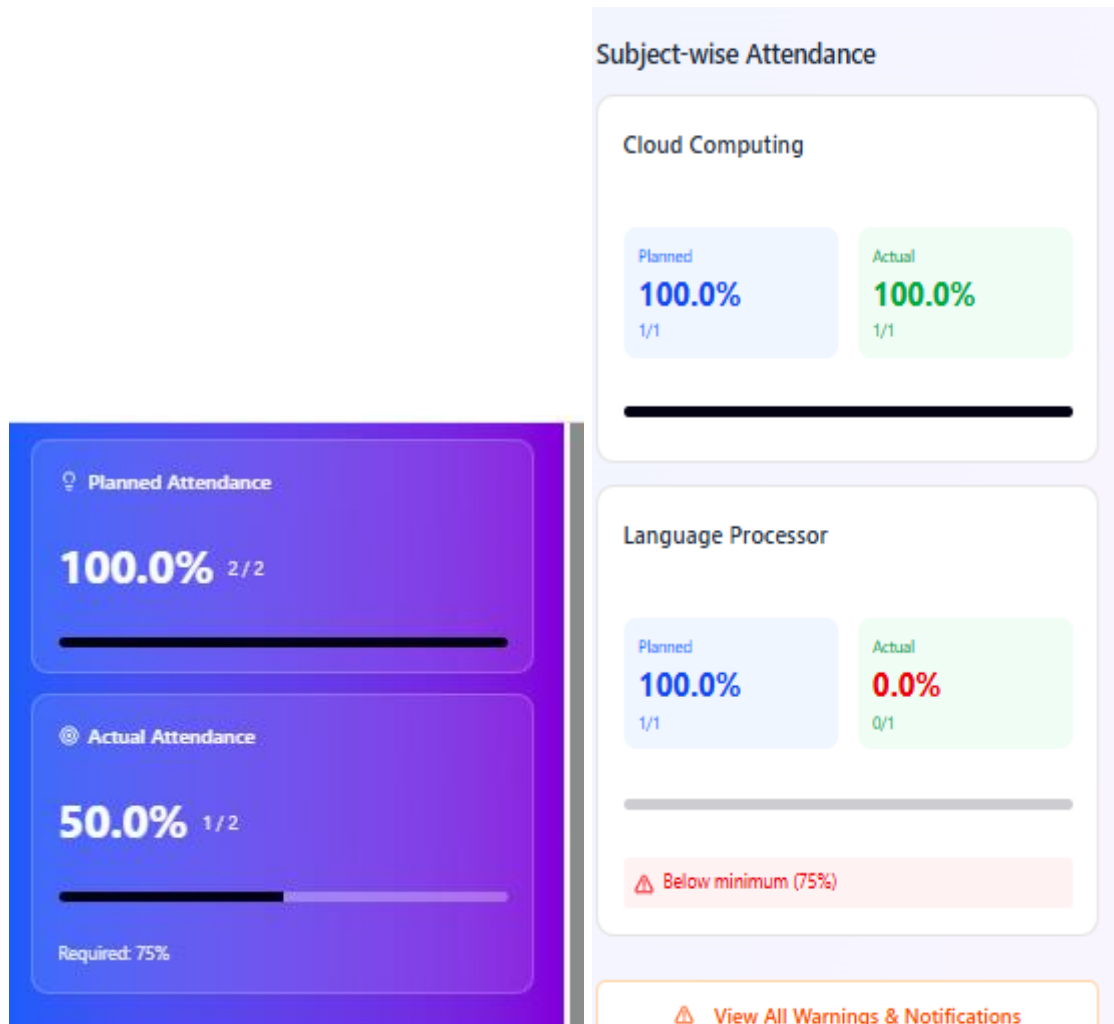 Planned Attendance
100.0% 2 / 2
Actual Attendance
50.0% 1 / 2
Required: 75%
Subject-wise Attendance
Cloud Computing
Planned
100.0%
1/1
Actual
100.0%
1/1
Language Processor
Planned
100.0%
1/1
Actual
0.0%
0/1
Below minimum (75%)
View All Warnings & Notifications